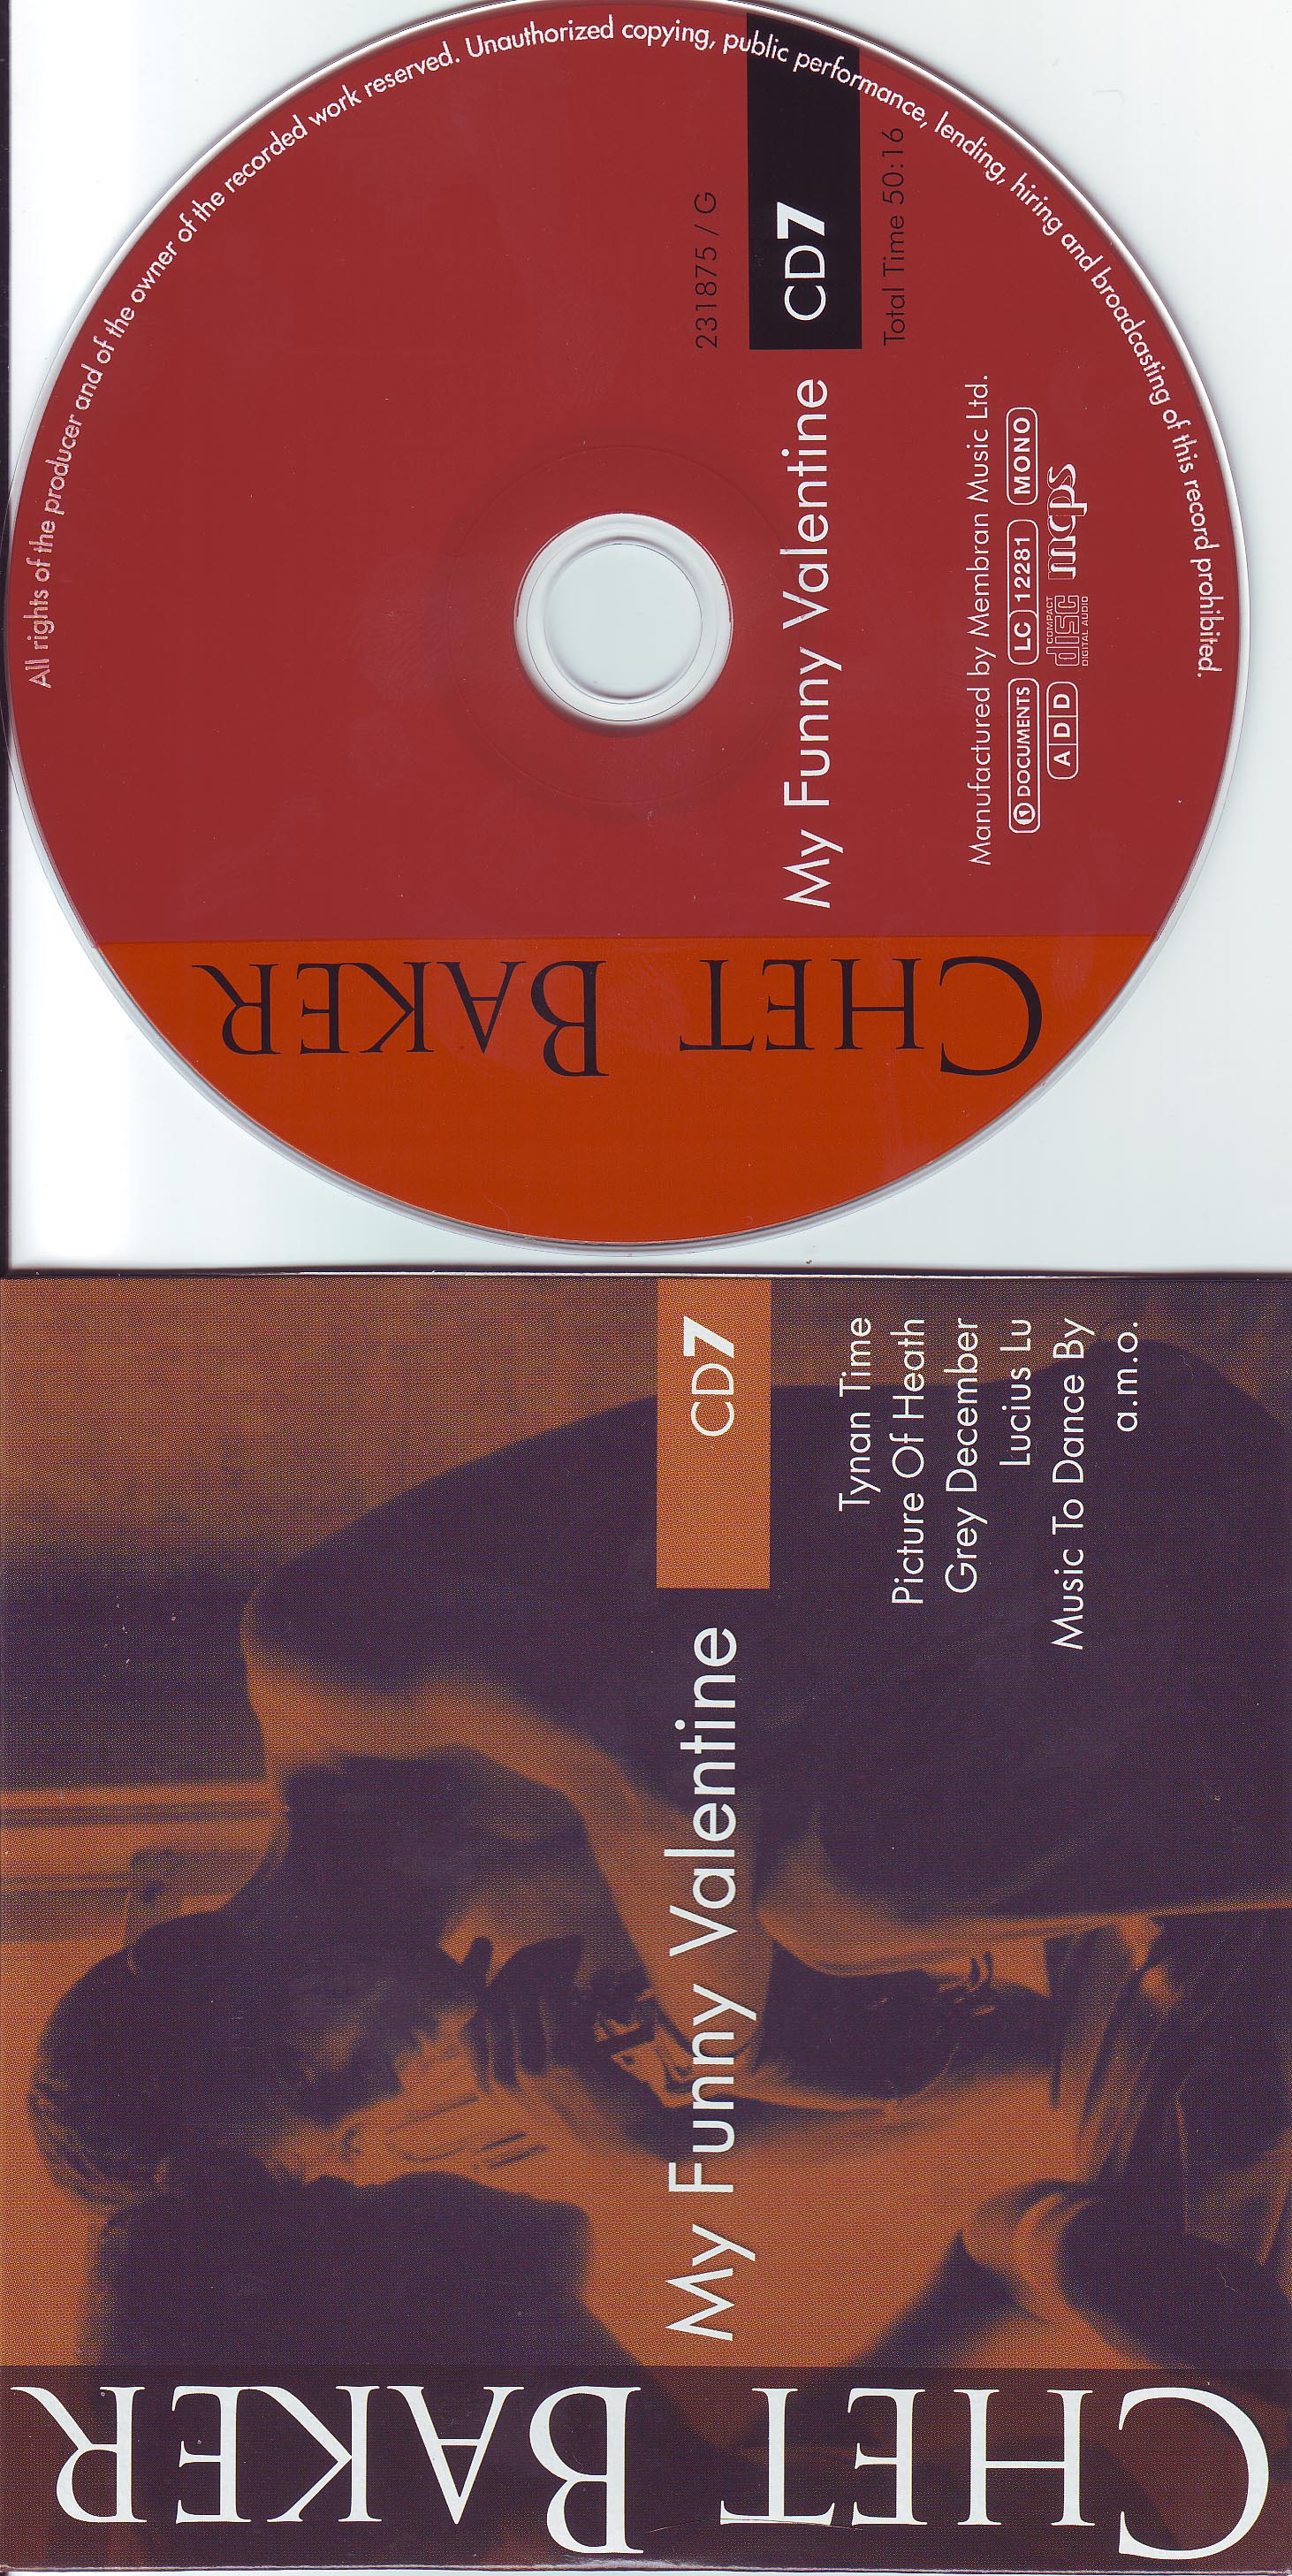 All rights of the producer and of the owner of the recorded work reserved. Unauthorized copying, public performance, lending, hiring and broadcasting of this record prohibited.
CHET BAKER
231875 / G
My Funny Valentine CD7
Total Time 50:16
Manufactured by Membran Music Ltd.
DOCUMENTS LC 12281 MONO
ADD COMPACT disc DIGITAL AUDIO mcps
CHET BAKER
My Funny Valentine CD7
Tynan Time
Picture Of Heath
Grey December
Lucius Lu
Music To Dance By
a.m.o.